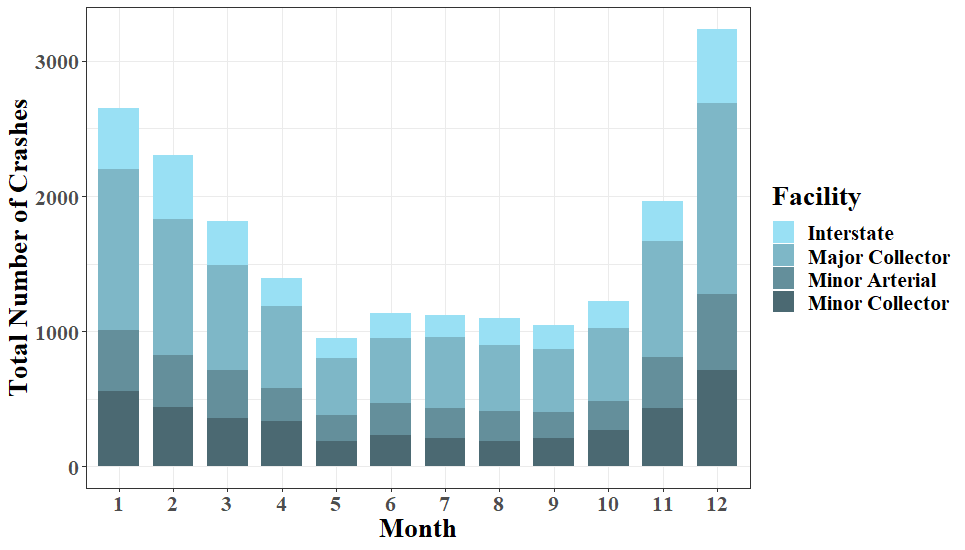 Total Number of Crashes
3000
2000
1000
0
1 2 3 4 5 6 7 8 9 10 11 12
Month
Facility
Interstate
Major Collector
Minor Arterial
Minor Collector